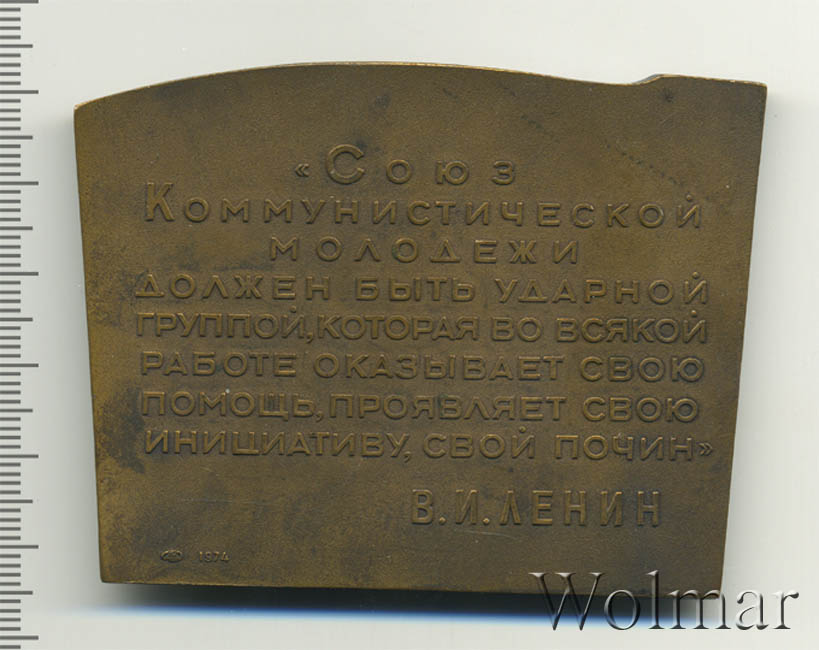 «Союз
Коммунистической
молодежи
должен быть ударной
группой, которая во всякой
работе оказывает свою
помощь, проявляет свою
инициативу, свой почин»
В.И.ЛЕНИН
1974
Wolmar